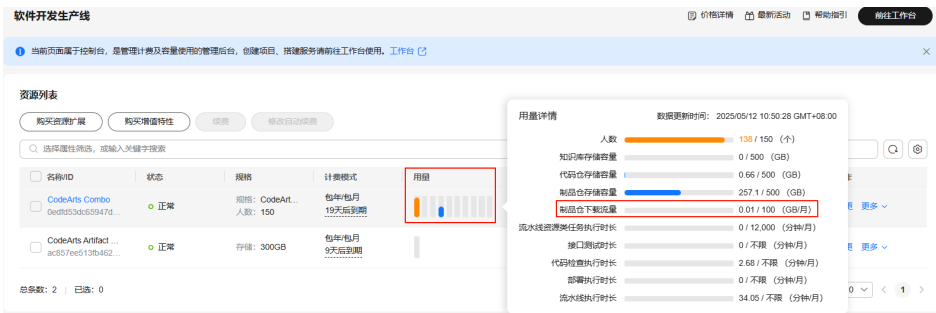 软件开发生产线
价格详情 最新活动 帮助指引 前往工作台
当前页面属于控制台，是管理计费及容量使用的管理后台，创建项目、搭建服务请前往工作台使用。工作台
资源列表
购买资源扩展 购买增值特性 续费 修改自动续费
选择属性筛选，或输入关键字搜索
名称/ID 状态 规格 计费模式 用量
CodeArts Combo
0edfd53dc65947d...
正常
规格: CodeArt...
人数: 150
包年/包月
19天后到期
更多
CodeArts Artifact ...
ac857ee513fb462...
正常
存储: 300GB
包年/包月
9天后到期
更多
总条数: 2 已选: 0
1
用量详情 数据更新时间: 2025/05/12 10:50:28 GMT+08:00
人数 138 / 150 （个）
知识库存储容量 0 / 500 （GB）
代码仓存储容量 0.66 / 500 （GB）
制品仓存储容量 257.1 / 500 （GB）
制品仓下载流量 0.01 / 100 （GB/月）
流水线资源类任务执行时长 0 / 12,000 （分钟/月）
接口测试时长 0 / 不限 （分钟/月）
代码检查执行时长 2.68 / 不限 （分钟/月）
部署执行时长 0 / 不限 （分钟/月）
流水线执行时长 34.05 / 不限 （分钟/月）